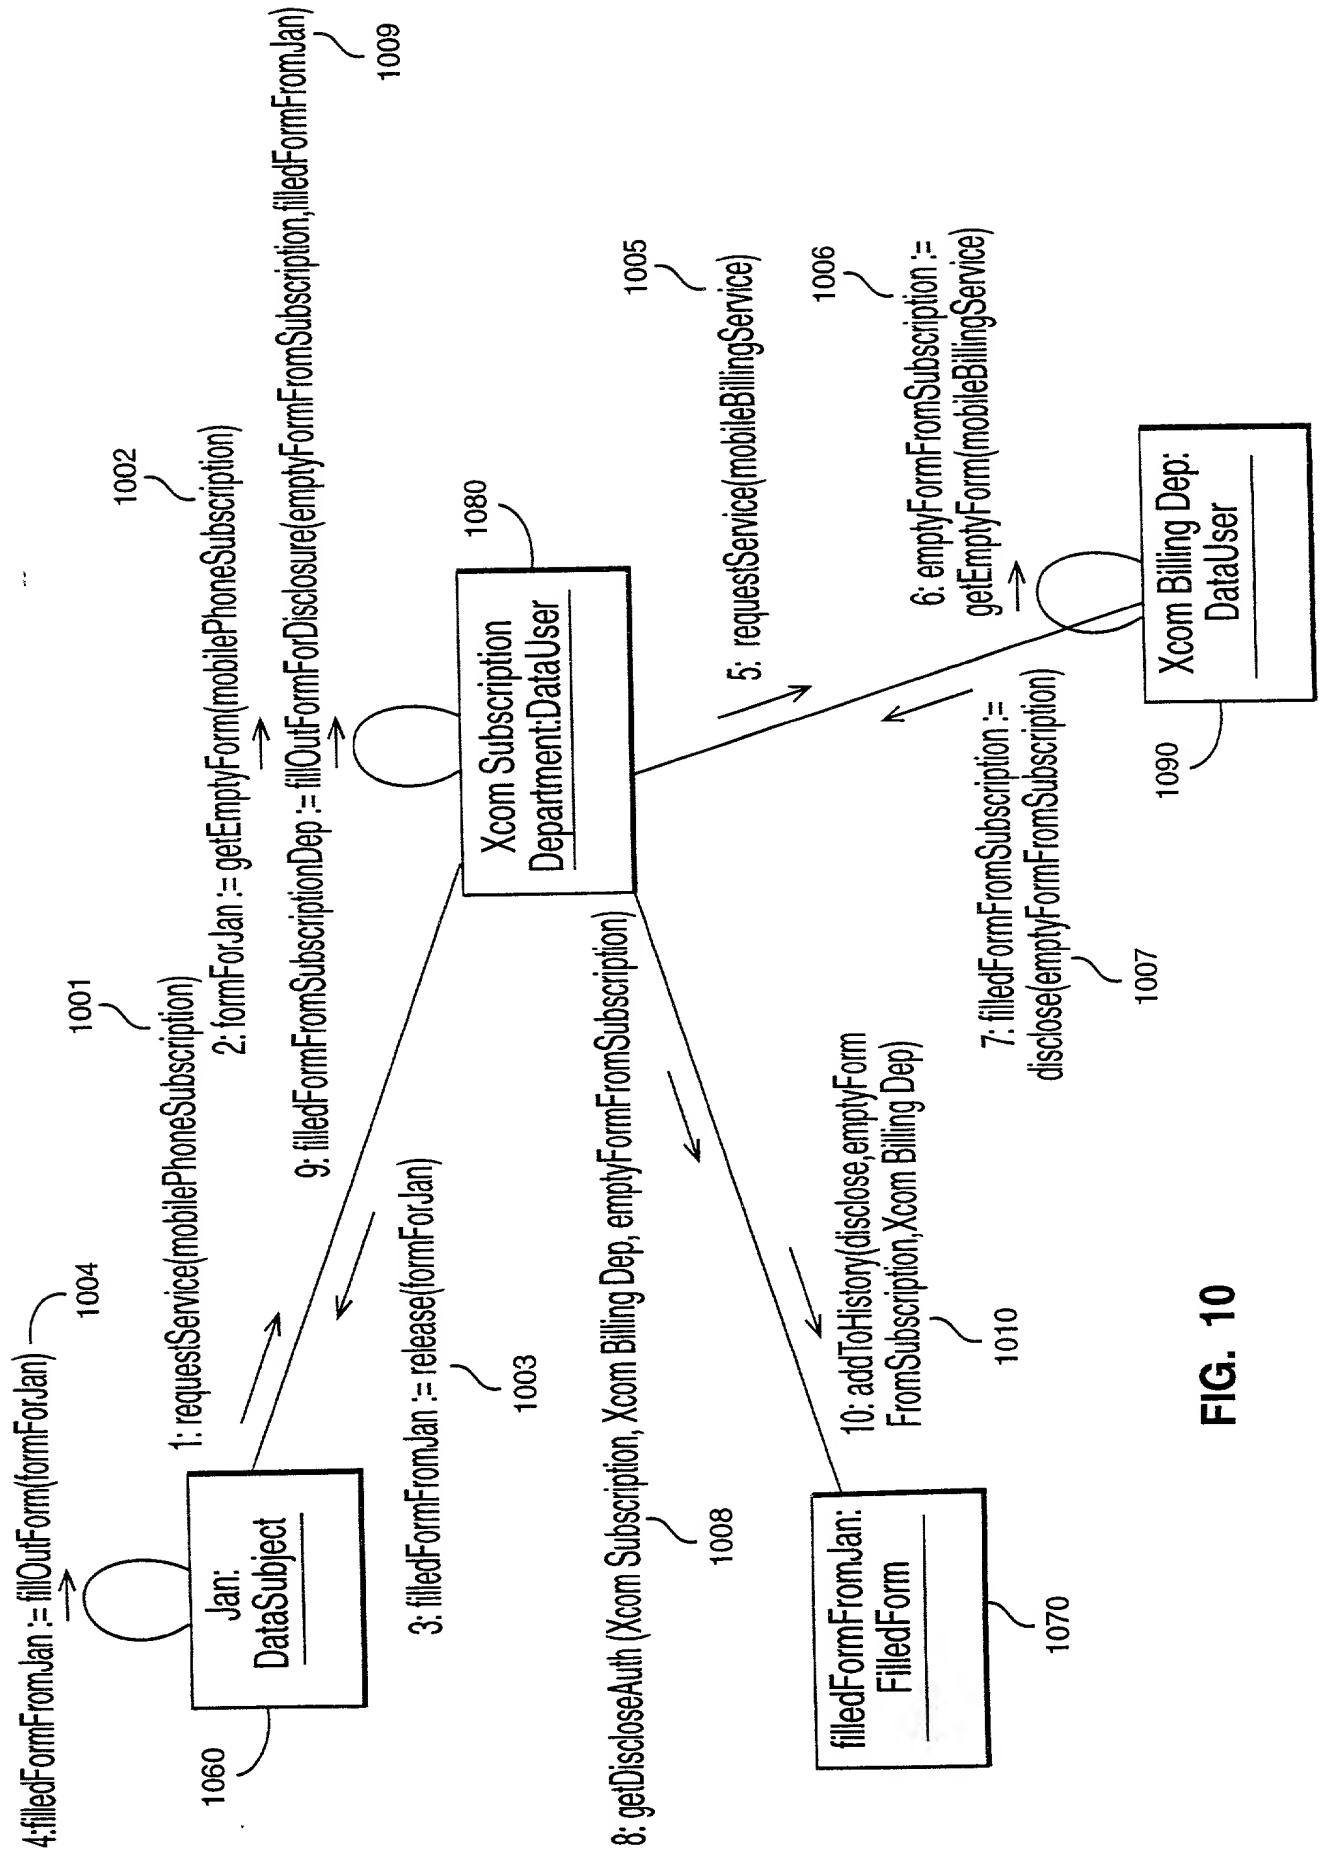 4:filledFormFromJan := fillOutForm(formForJan)
1004
1: requestService(mobilePhoneSubscription)
1001
2: formForJan := getEmptyForm(mobilePhoneSubscription)
1002
9: filledFormFromSubscriptionDep := fillOutFormForDisclosure(emptyFormFromSubscription,filledFormFromJan)
1009
Jan:
DataSubject
1060
3: filledFormFromJan := release(formForJan)
1003
Xcom Subscription
Department:DataUser
1080
8: getDiscloseAuth (Xcom Subscription, Xcom Billing Dep, emptyFormFromSubscription)
1008
5: requestService(mobileBillingService)
1005
6: emptyFormFromSubscription :=
getEmptyForm(mobileBillingService)
1006
filledFormFromJan:
FilledForm
1070
10: addToHistory(disclose,emptyForm
FromSubscription,Xcom Billing Dep)
1010
7: filledFormFromSubscription :=
disclose(emptyFormFromSubscription)
1007
Xcom Billing Dep:
DataUser
1090
FIG. 10